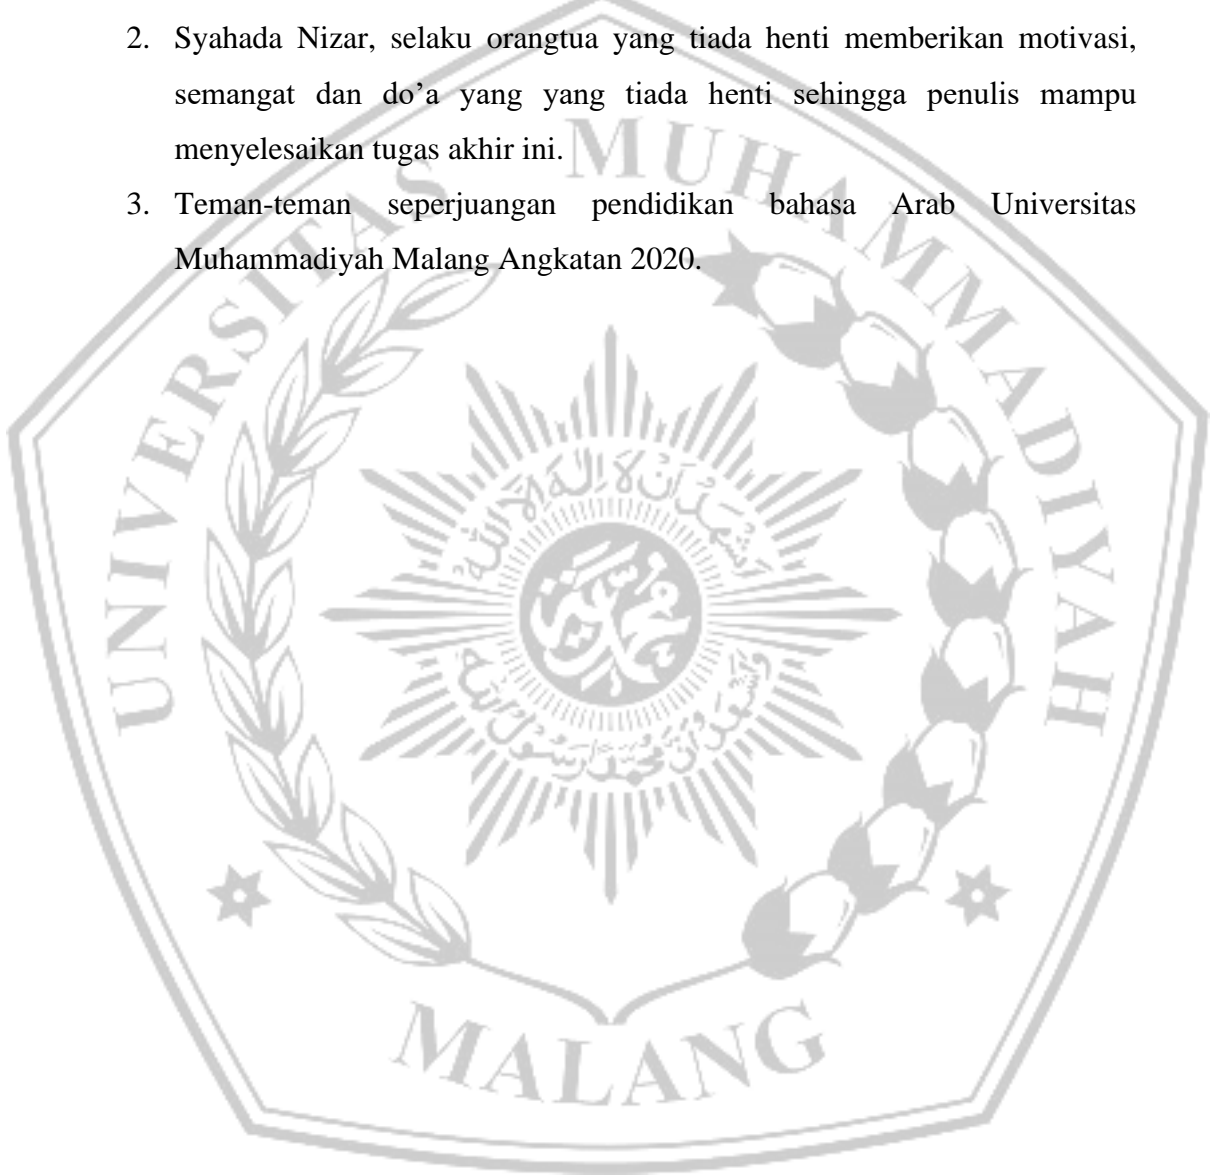 2. Syahada Nizar, selaku orangtua yang tiada henti memberikan motivasi,
semangat dan do’a yang yang tiada henti sehingga penulis mampu
menyelesaikan tugas akhir ini.
3. Teman-teman seperjuangan pendidikan bahasa Arab Universitas
Muhammadiyah Malang Angkatan 2020.
UNIVERSITAS MUHAMMADIYAH
MALANG